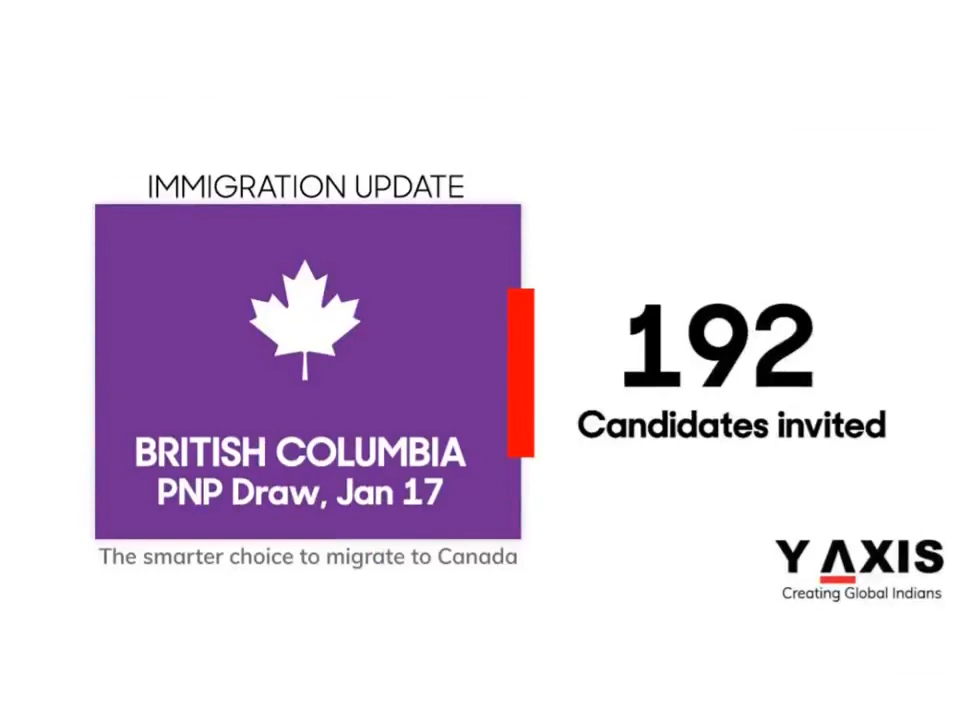 IMMIGRATION UPDATE
BRITISH COLUMBIA
PNP Draw, Jan 17
The smarter choice to migrate to Canada
192
Candidates invited
Y AXIS
Creating Global Indians